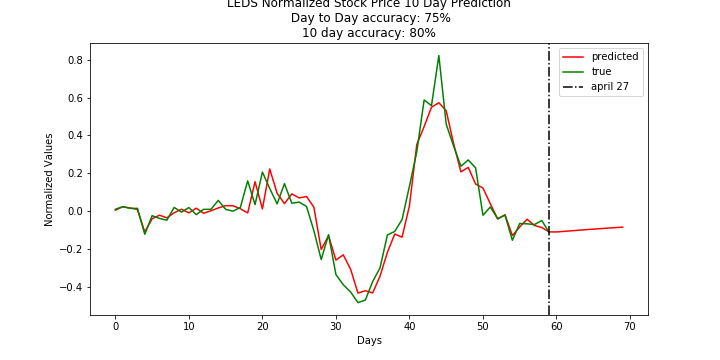 LEDS Normalized Stock Price 10 Day Prediction
Day to Day accuracy: 75%
10 day accuracy: 80%
predicted
true
april 27
Normalized Values
0.8
0.6
0.4
0.2
0.0
−0.2
−0.4
0 10 20 30 40 50 60 70
Days